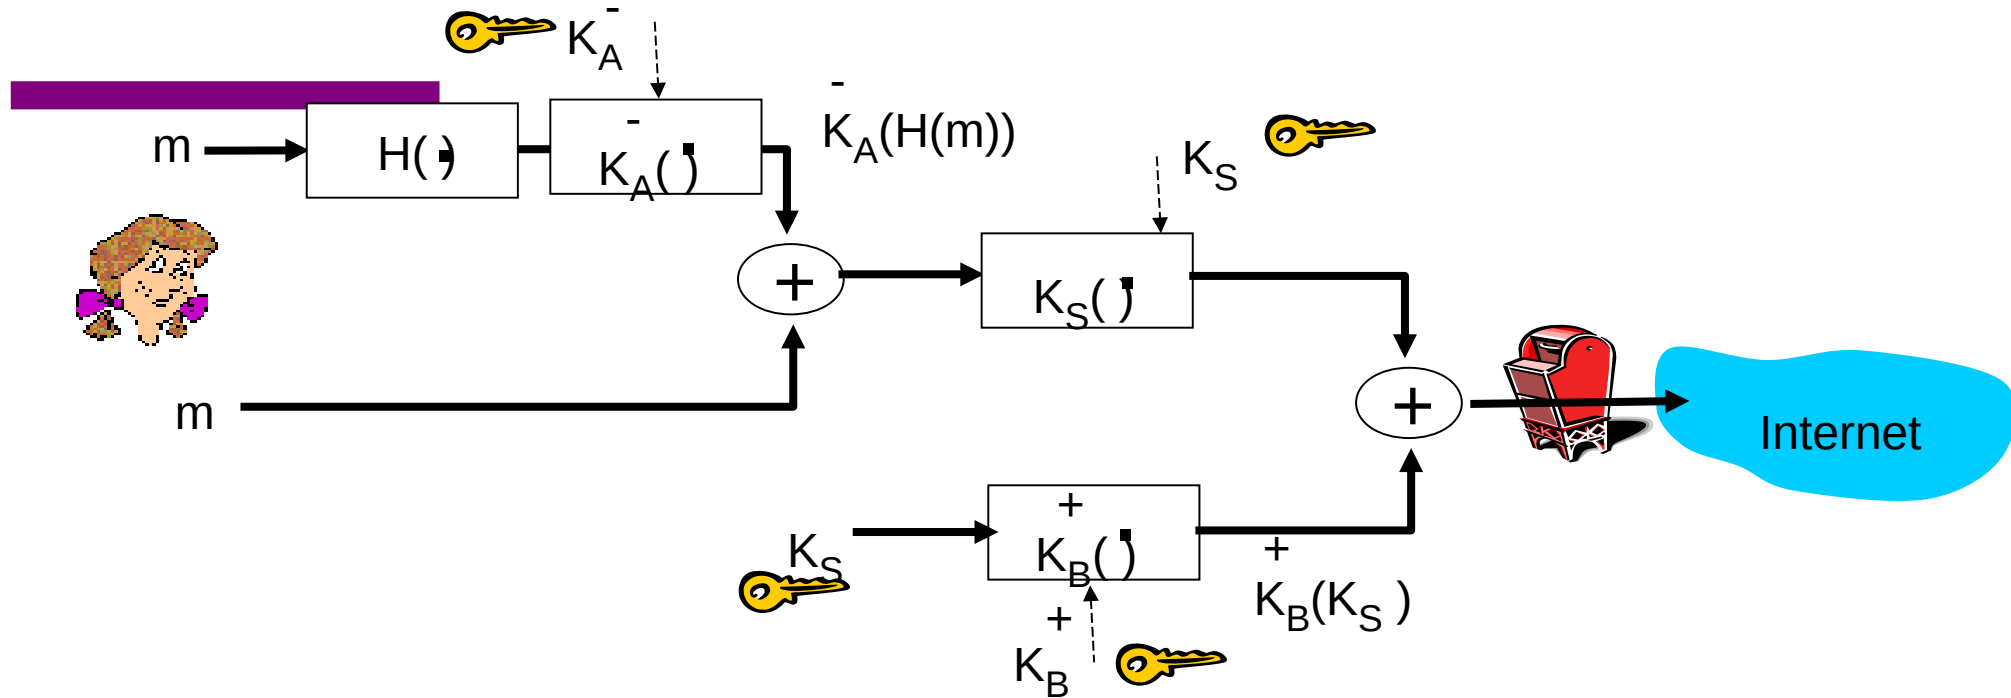 K_A^-
m
H( )
K_A^-( )
K_A^-(H(m))
K_S
+
K_S( )
m
+
Internet
K_S
K_B^+( )
K_B^+(K_S )
K_B^+